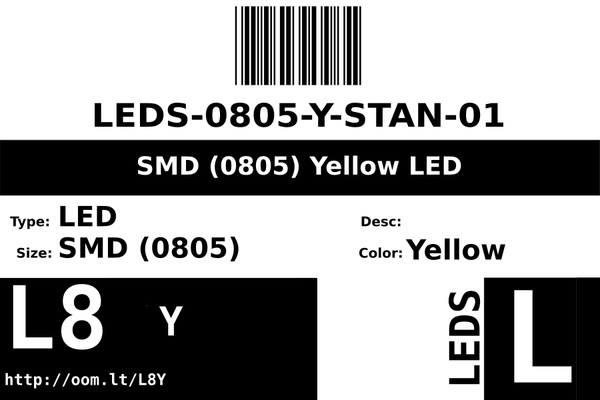 LEDS-0805-Y-STAN-01
SMD (0805) Yellow LED
Type: LED
Desc:
Size: SMD (0805)
Color: Yellow
L8 Y
http://oom.lt/L8Y
LEDS
L